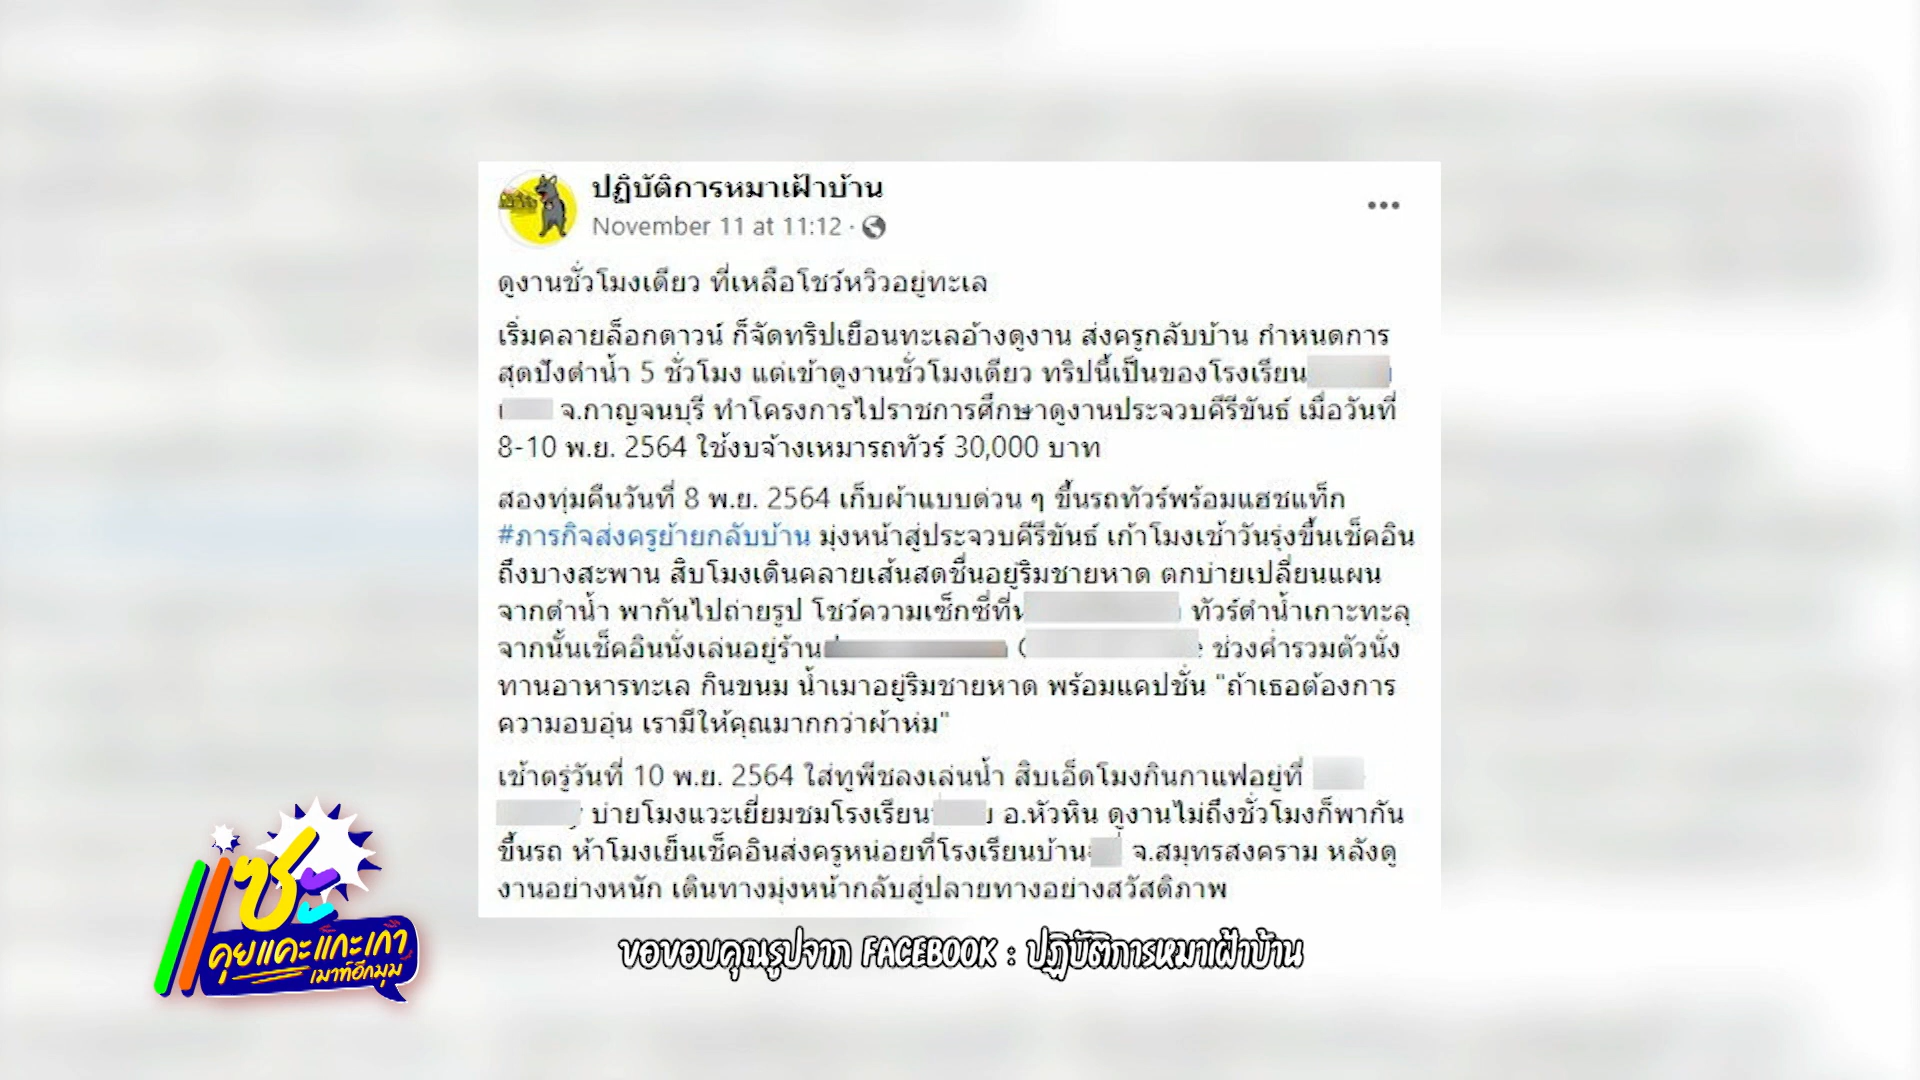 ปฏิบัติการหมาเฝ้าบ้าน
November 11 at 11:12 ·
ดูงานชั่วโมงเดียว ที่เหลือโชว์หวิวอยู่ทะเล
เริ่มคลายล็อกดาวน์ ก็จัดทริปเยือนทะเลอ้างดูงาน ส่งครูกลับบ้าน กำหนดการ
สุดปังดำน้ำ 5 ชั่วโมง แต่เข้าดูงานชั่วโมงเดียว ทริปนี้เป็นของโรงเรียน
จ.กาญจนบุรี ทำโครงการไปราชการศึกษาดูงานประจวบคีรีขันธ์ เมื่อวันที่
8-10 พ.ย. 2564 ใช้งบจ้างเหมารถทัวร์ 30,000 บาท
สองทุ่มคืนวันที่ 8 พ.ย. 2564 เก็บผ้าแบบด่วน ๆ ขึ้นรถทัวร์พร้อมแฮชแท็ก
#ภารกิจส่งครูย้ายกลับบ้าน มุ่งหน้าสู่ประจวบคีรีขันธ์ เก้าโมงเช้าวันรุ่งขึ้นเช็คอิน
ถึงบางสะพาน สิบโมงเดินคลายเส้นสดชื่นอยู่ริมชายหาด ตกบ่ายเปลี่ยนแผน
จากดำน้ำ พากันไปถ่ายรูป โชว์ความเซ็กซี่ที่ ทัวร์ดำน้ำเกาะทะลุ
จากนั้นเช็คอินนั่งเล่นอยู่ร้าน ช่วงค่ำรวมตัวนั่ง
ทานอาหารทะเล กินขนม น้ำเมาอยู่ริมชายหาด พร้อมแคปชั่น "ถ้าเธอต้องการ
ความอบอุ่น เรามีให้คุณมากกว่าผ้าห่ม"
เช้าตรู่วันที่ 10 พ.ย. 2564 ใส่ทูพีชลงเล่นน้ำ สิบเอ็ดโมงกินกาแฟอยู่ที่
บ่ายโมงแวะเยี่ยมชมโรงเรียน อ.หัวหิน ดูงานไม่ถึงชั่วโมงก็พากัน
ขึ้นรถ ห้าโมงเย็นเช็คอินส่งครูหน่อยที่โรงเรียนบ้าน จ.สมุทรสงคราม หลังดู
งานอย่างหนัก เดินทางมุ่งหน้ากลับสู่ปลายทางอย่างสวัสดิภาพ
แซะ
คุยแคะแกะเกา
เมาท์อีกมุม
ขอขอบคุณรูปจาก FACEBOOK : ปฏิบัติการหมาเฝ้าบ้าน